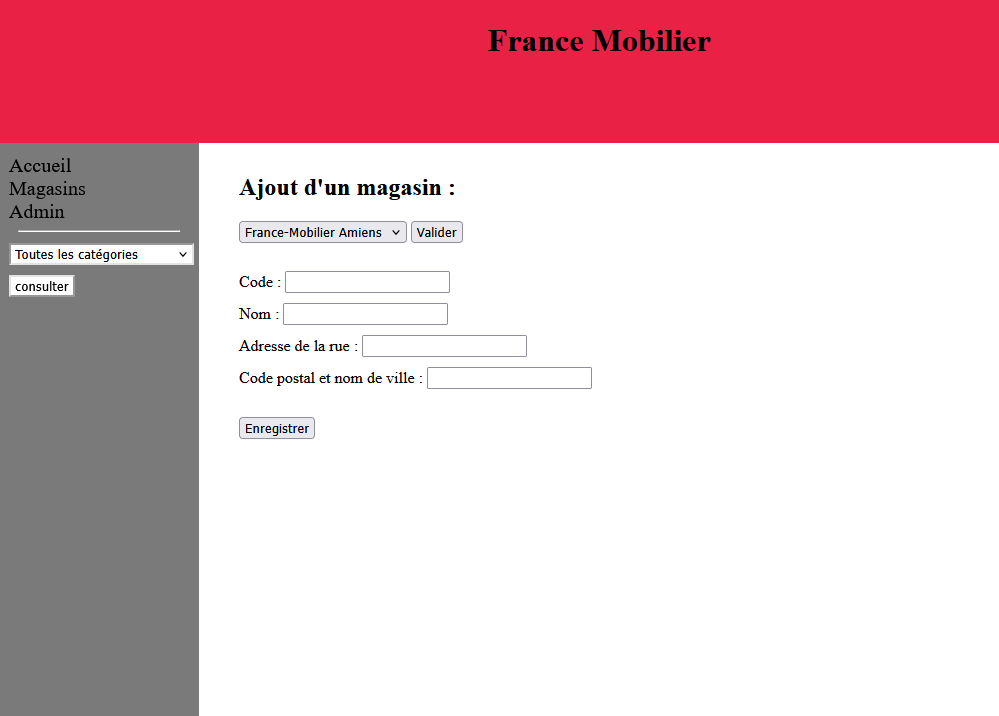 France Mobilier
Accueil
Magasins
Admin
Toutes les catégories
consulter
Ajout d'un magasin :
France-Mobilier Amiens Valider
Code :
Nom :
Adresse de la rue :
Code postal et nom de ville :
Enregistrer